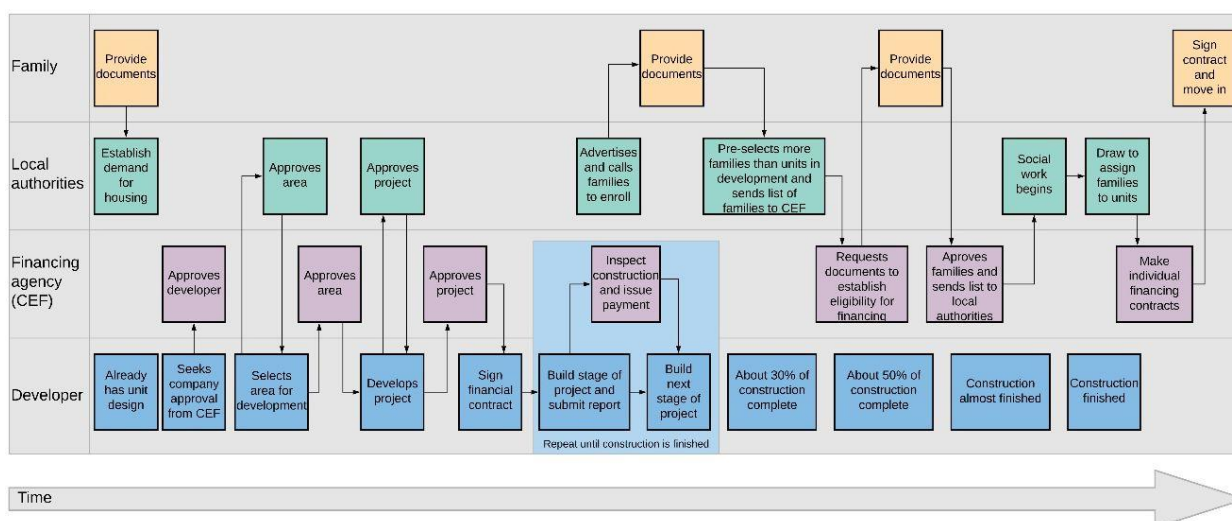 Family
Provide
documents
Provide
documents
Provide
documents
Sign
contract
and
move in
Local
authorities
Establish
demand
for
housing
Approves
area
Approves
project
Advertises
and calls
families
to enroll
Pre-selects more
families than units in
development and
sends list of
families to CEF
Social
work
begins
Draw to
assign
families
to units
Financing
agency
(CEF)
Approves
developer
Approves
area
Approves
project
Inspect
construction
and issue
payment
Requests
documents to
establish
eligibility for
financing
Aproves
families and
sends list to
local
authorities
Make
individual
financing
contracts
Developer
Already
has unit
design
Seeks
company
approval
from CEF
Selects
area for
development
Develops
project
Sign
financial
contract
Build stage of
project and
submit report
Build
next
stage of
project
About 30% of
construction
complete
About 50% of
construction
complete
Construction
almost finished
Construction
finished
Repeat until construction is finished
Time